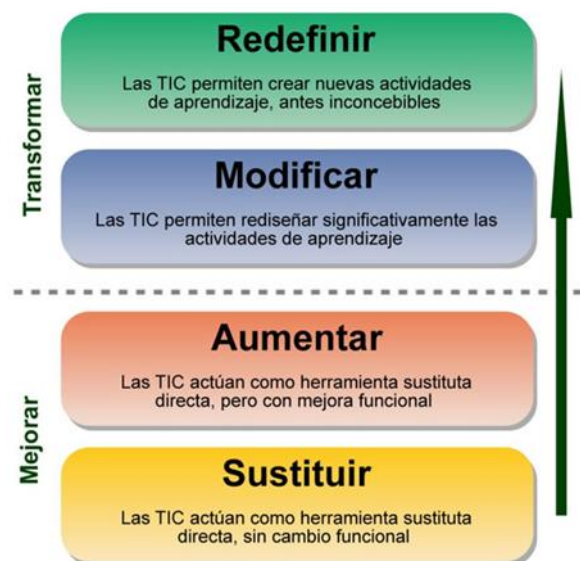 Transformar
Redefinir
Las TIC permiten crear nuevas actividades
de aprendizaje, antes inconcebibles
Modificar
Las TIC permiten rediseñar significativamente las
actividades de aprendizaje
Mejorar
Aumentar
Las TIC actúan como herramienta sustituta
directa, pero con mejora funcional
Sustituir
Las TIC actúan como herramienta sustituta
directa, sin cambio funcional